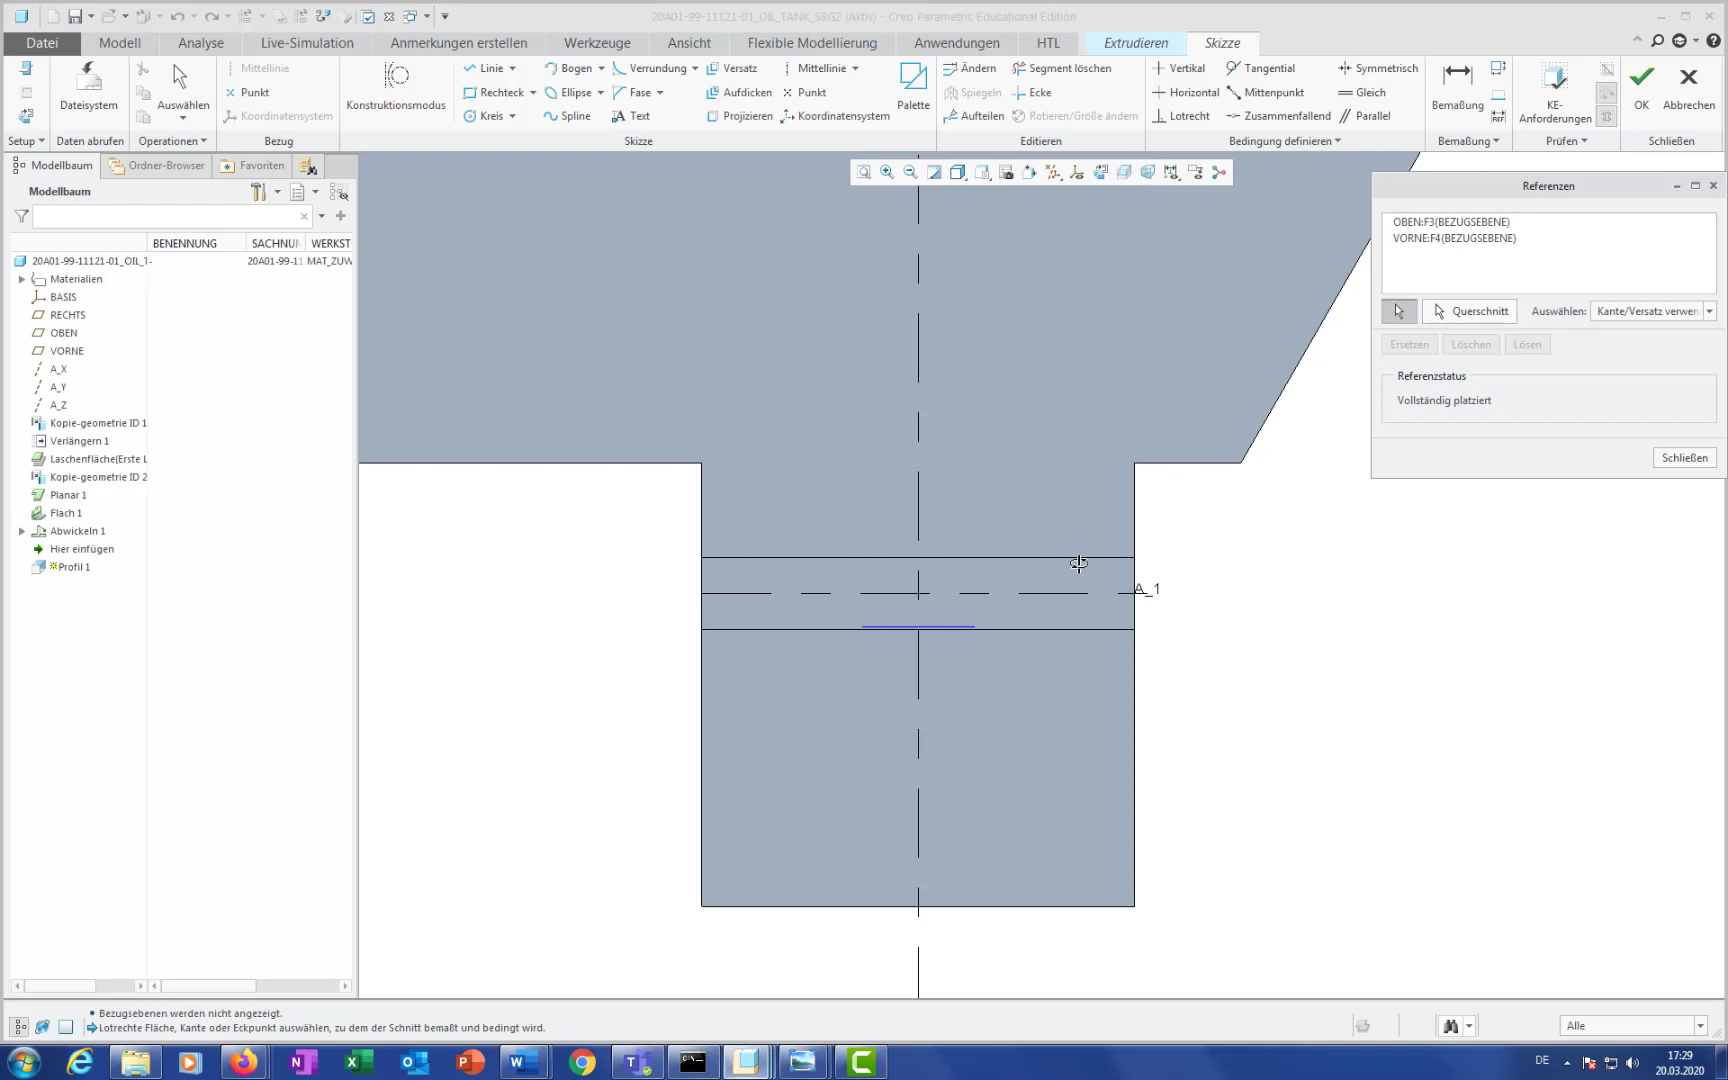 20A01-99-11121-01_OIL_TANK_SBG2 (Aktiv) - Creo Parametric Educational Edition
Datei Modell Analyse Live-Simulation Anmerkungen erstellen Werkzeuge Ansicht Flexible Modellierung Anwendungen HTL Extrudieren Skizze
Mittellinie Linie Bogen Verrundung Versatz Mittellinie Ändern Segment löschen Vertikal Tangential Symmetrisch
Punkt Rechteck Ellipse Fase Aufdicken Punkt Spiegeln Ecke Horizontal Mittenpunkt Gleich
Koordinatensystem Kreis Spline Text Projizieren Koordinatensystem Aufteilen Rotieren/Größe ändern Lotrecht Zusammenfallend Parallel
Dateisystem Auswählen Konstruktionsmodus Palette Bemaßung KE-Anforderungen OK Abbrechen
Setup Daten abrufen Operationen Bezug Skizze Editieren Bedingung definieren Bemaßung Prüfen Schließen
Modellbaum Ordner-Browser Favoriten
Modellbaum
BENENNUNG SACHNUI WERKST
20A01-99-11121-01_OIL_T- 20A01-99-11 MAT_ZUW
Materialien
BASIS
RECHTS
OBEN
VORNE
A_X
A_Y
A_Z
Kopie-geometrie ID 1
Verlängern 1
Laschenfläche(Erste L
Kopie-geometrie ID 2
Planar 1
Flach 1
Abwickeln 1
Hier einfügen
Profil 1
A_1
Referenzen
OBEN:F3(BEZUGSEBENE)
VORNE:F4(BEZUGSEBENE)
Querschnitt Auswählen: Kante/Versatz verwen
Ersetzen Löschen Lösen
Referenzstatus
Vollständig platziert
Schließen
Bezugsebenen werden nicht angezeigt.
Lotrechte Fläche, Kante oder Eckpunkt auswählen, zu dem der Schnitt bemaßt und bedingt wird.
Alle
DE 17:29
20.03.2020